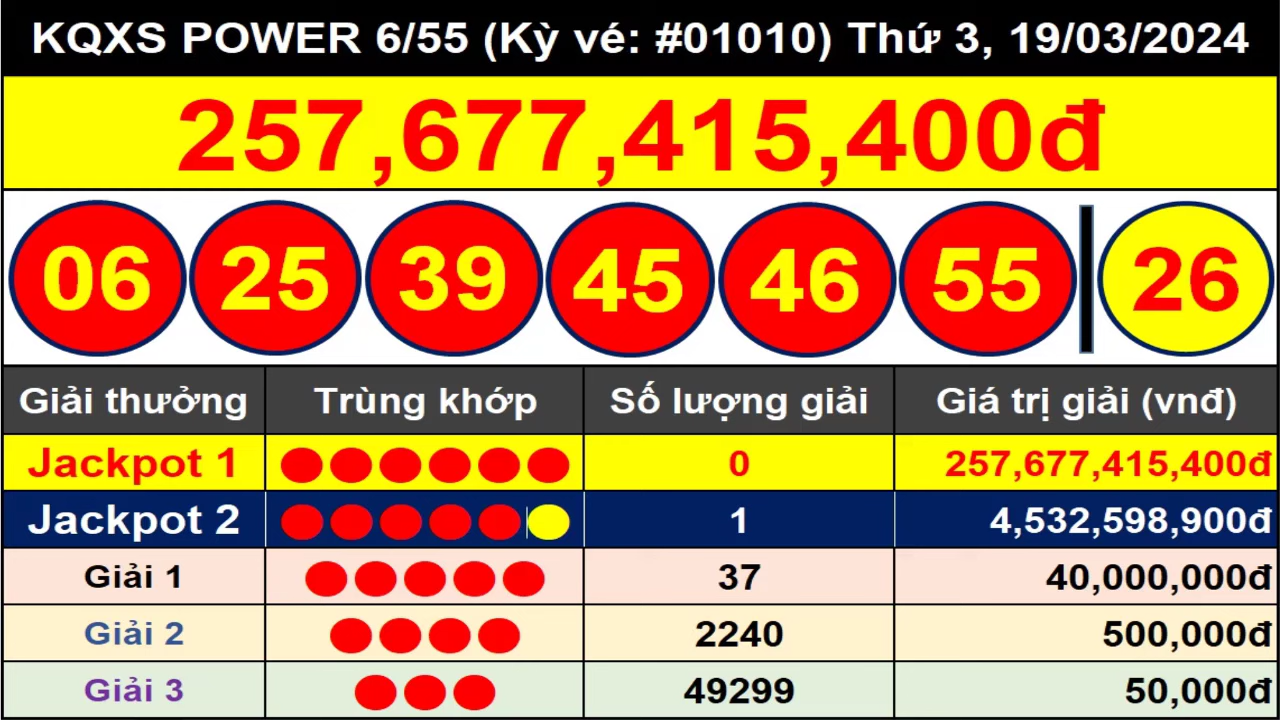 KQXS POWER 6/55 (Kỳ vé: #01010) Thứ 3, 19/03/2024
257,677,415,400đ
06 25 39 45 46 55 26
Giải thưởng Trùng khớp Số lượng giải Giá trị giải (vnđ)
Jackpot 1 0 257,677,415,400đ
Jackpot 2 1 4,532,598,900đ
Giải 1 37 40,000,000đ
Giải 2 2240 500,000đ
Giải 3 49299 50,000đ